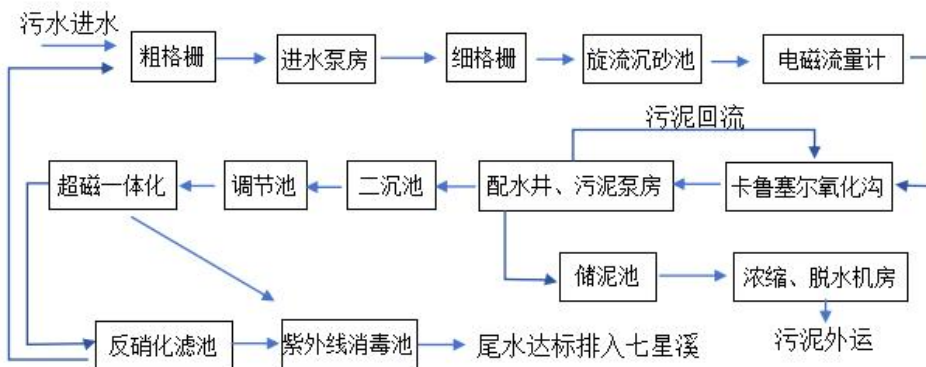 污水进水
粗格栅
进水泵房
细格栅
旋流沉砂池
电磁流量计
污泥回流
超磁一体化
调节池
二沉池
配水井、污泥泵房
卡鲁塞尔氧化沟
储泥池
浓缩、脱水机房
反硝化滤池
紫外线消毒池
尾水达标排入七星溪
污泥外运